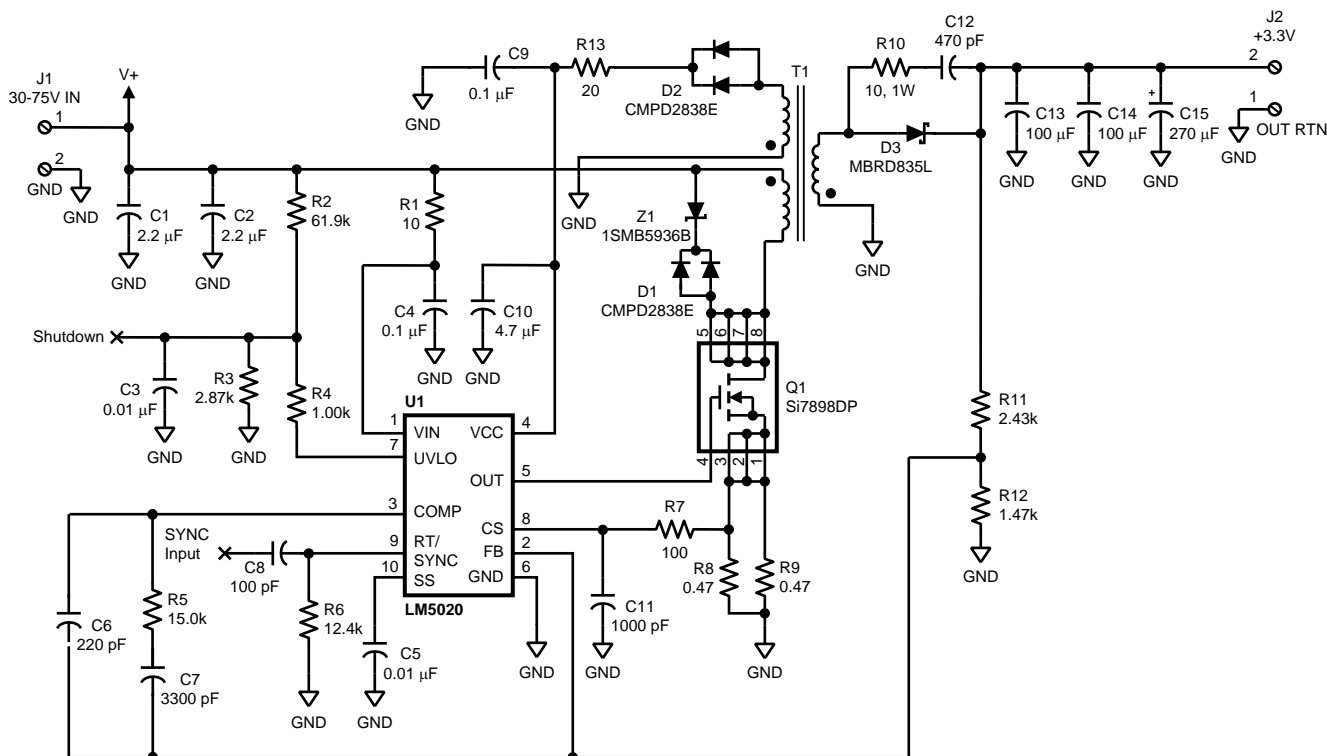 J1
30-75V IN
1
2
GND
GND
V+
C1
2.2 µF
GND
C2
2.2 µF
GND
R2
61.9k
R1
10
C9
0.1 µF
GND
R13
20
D2
CMPD2838E
T1
GND
Z1
1SMB5936B
D1
CMPD2838E
R10
10, 1W
C12
470 pF
D3
MBRD835L
GND
C13
100 µF
GND
C14
100 µF
GND
+
C15
270 µF
GND
J2
+3.3V
2
1
OUT RTN
GND
C4
0.1 µF
GND
C10
4.7 µF
GND
Shutdown
C3
0.01 µF
GND
R3
2.87k
GND
R4
1.00k
5
6
7
8
Q1
Si7898DP
4
3
2
1
U1
1
VIN
VCC
4
7
UVLO
OUT
5
3
COMP
CS
8
9
RT/
SYNC
FB
2
10
SS
GND
6
LM5020
SYNC
Input
C8
100 pF
R6
12.4k
GND
C5
0.01 µF
GND
GND
R5
15.0k
C6
220 pF
C7
3300 pF
C11
1000 pF
GND
R7
100
R8
0.47
R9
0.47
GND
R11
2.43k
R12
1.47k
GND